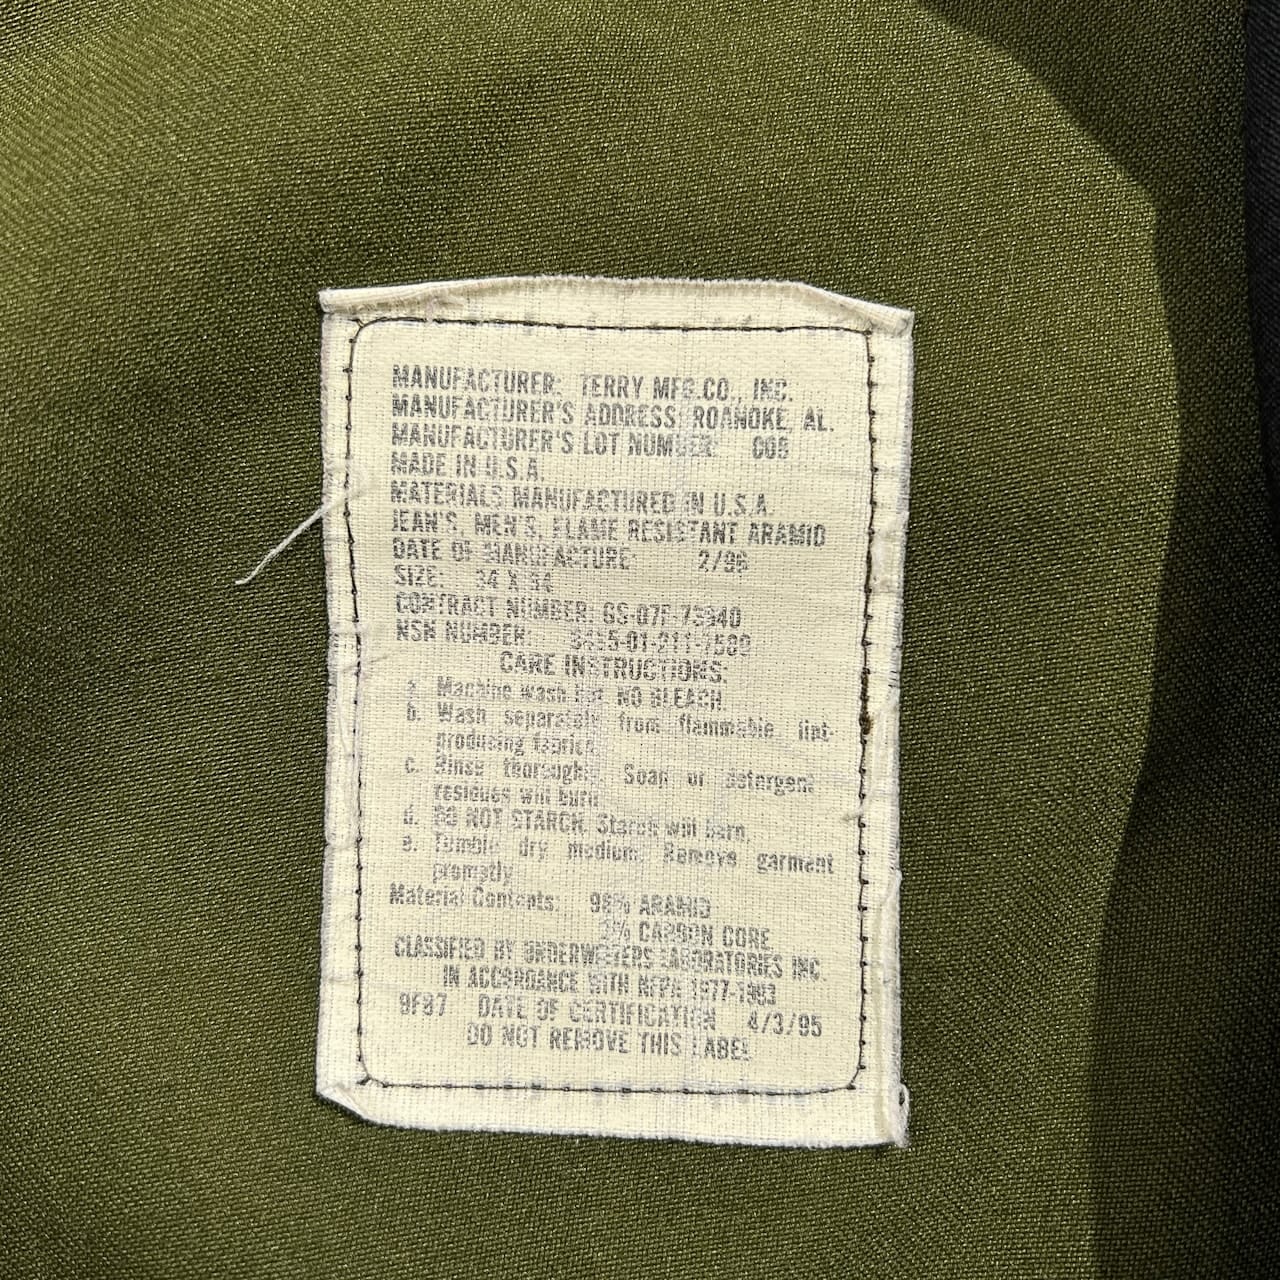 MANUFACTURER: TERRY MFG.CO., INC.
MANUFACTURER'S ADDRESS: ROANOKE, AL.
MANUFACTURER'S LOT NUMBER:
MADE IN U.S.A.
MATERIALS MANUFACTURED IN U.S.A.
JEAN'S, MEN'S, FLAME RESISTANT ARAMID
DATE OF MANUFACTURE: 2/96
SIZE: 34 X 34
CONTRACT NUMBER:
NSN NUMBER:
CARE INSTRUCTIONS:
a. Machine wash hot. NO BLEACH.
b. Wash separately from flammable lint-
producing fabrics.
c. Rinse thoroughly. Soap or detergent
residues will burn.
d. DO NOT STARCH. Starch will burn.
e. Tumble dry medium. Remove garment
promptly.
Material Contents: 98% ARAMID
2% CARBON CORE
CLASSIFIED BY UNDERWRITERS LABORATORIES INC.
IN ACCORDANCE WITH NFPA 1977-1993
9F87 DATE OF CERTIFICATION 4/3/95
DO NOT REMOVE THIS LABEL